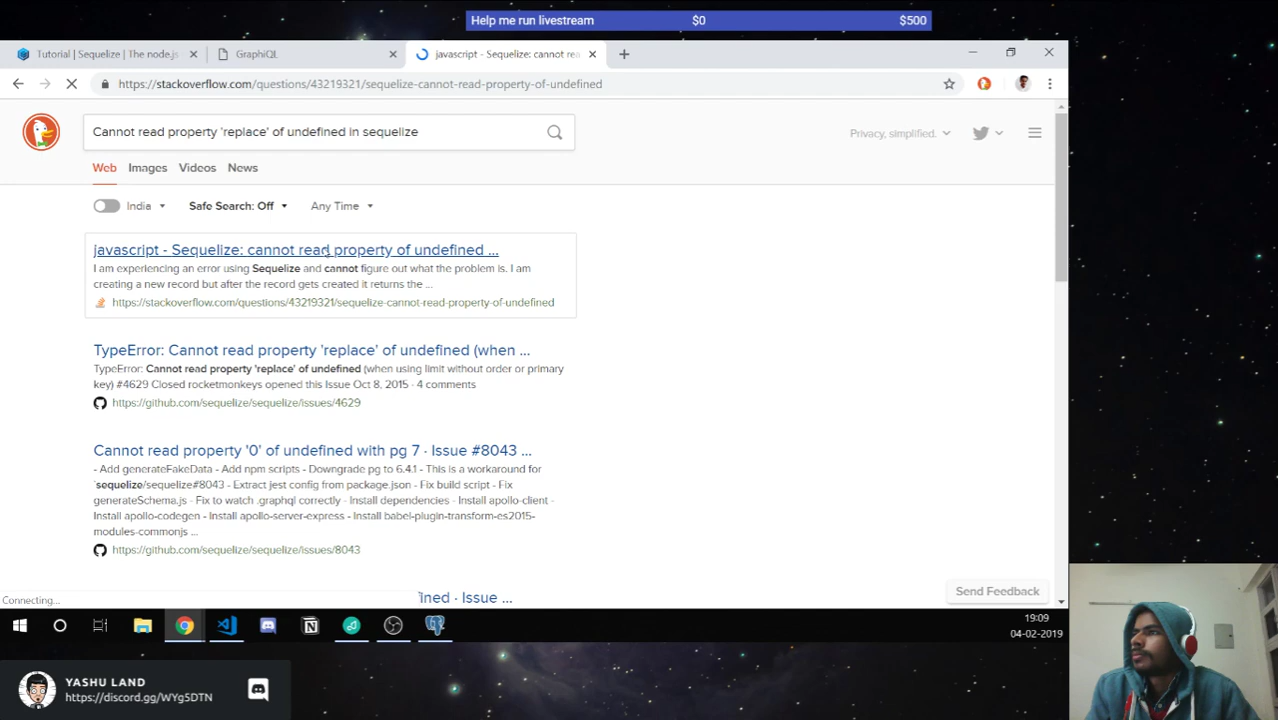 Help me run livestream $0 $500
Tutorial | Sequelize | The node.js
GraphiQL
javascript - Sequelize: cannot rea
https://stackoverflow.com/questions/43219321/sequelize-cannot-read-property-of-undefined
Cannot read property 'replace' of undefined in sequelize
Privacy, simplified.
Web Images Videos News
India Safe Search: Off Any Time
javascript - Sequelize: cannot read property of undefined ...
I am experiencing an error using Sequelize and cannot figure out what the problem is. I am
creating a new record but after the record gets created it returns the ...
https://stackoverflow.com/questions/43219321/sequelize-cannot-read-property-of-undefined
TypeError: Cannot read property 'replace' of undefined (when ...
TypeError: Cannot read property 'replace' of undefined (when using limit without order or primary
key) #4629 Closed rocketmonkeys opened this Issue Oct 8, 2015 · 4 comments
https://github.com/sequelize/sequelize/issues/4629
Cannot read property '0' of undefined with pg 7 · Issue #8043 ...
- Add generateFakeData - Add npm scripts - Downgrade pg to 6.4.1 - This is a workaround for
`sequelize/sequelize#8043 - Extract jest config from package.json - Fix build script - Fix
generateSchema.js - Fix to watch .graphql correctly - Install dependencies - Install apollo-client -
Install apollo-codegen - Install apollo-server-express - Install babel-plugin-transform-es2015-
modules-commonjs ...
https://github.com/sequelize/sequelize/issues/8043
fined · Issue ...
Send Feedback
Connecting...
19:09
04-02-2019
YASHU LAND
https://discord.gg/WYg5DTN